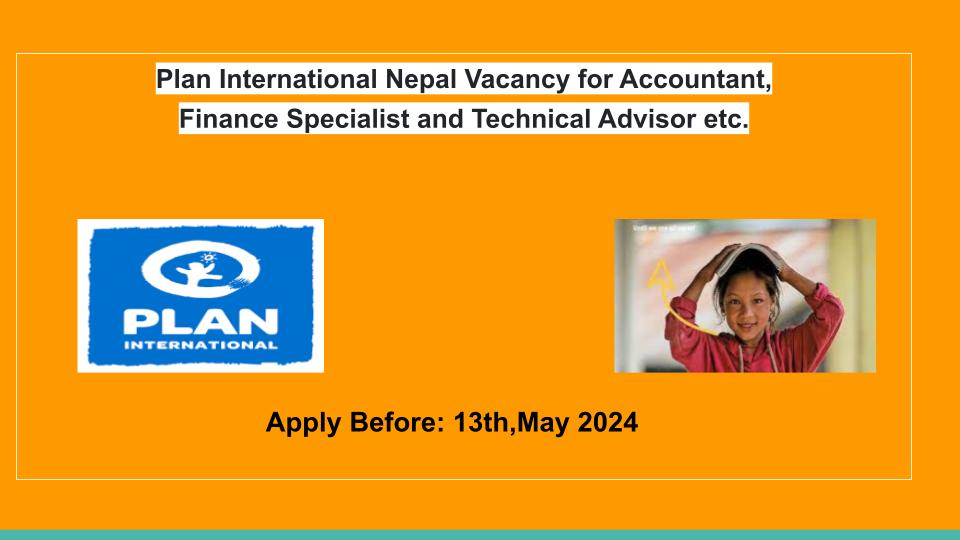 Plan International Nepal Vacancy for Accountant,
Finance Specialist and Technical Advisor etc.
PLAN
INTERNATIONAL
Apply Before: 13th,May 2024